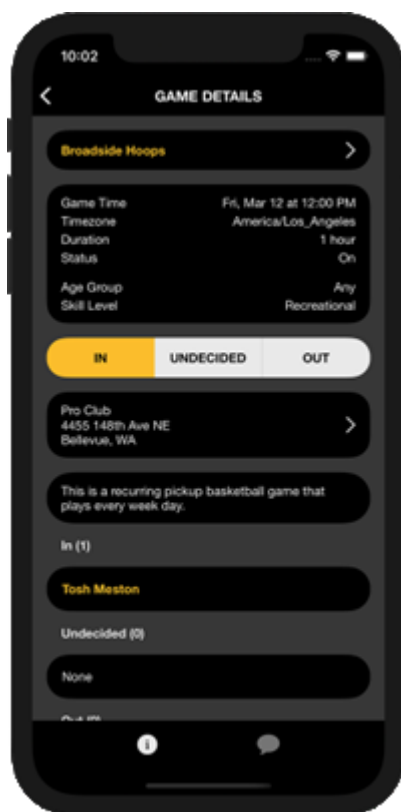 10:02
GAME DETAILS
Broadside Hoops
Game Time Fri, Mar 12 at 12:00 PM
Timezone America/Los_Angeles
Duration 1 hour
Status On
Age Group Any
Skill Level Recreational
IN UNDECIDED OUT
Pro Club
4455 148th Ave NE
Bellevue, WA
This is a recurring pickup basketball game that
plays every week day.
In (1)
Tosh Meston
Undecided (0)
None